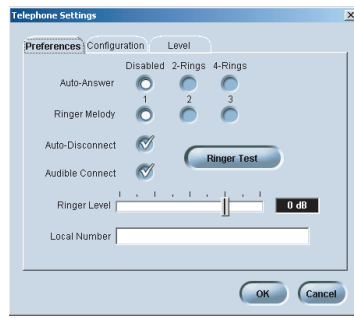 Telephone Settings
Preferences Configuration Level
Disabled 2-Rings 4-Rings
Auto-Answer
1 2 3
Ringer Melody
Auto-Disconnect
Ringer Test
Audible Connect
Ringer Level 0 dB
Local Number
OK Cancel